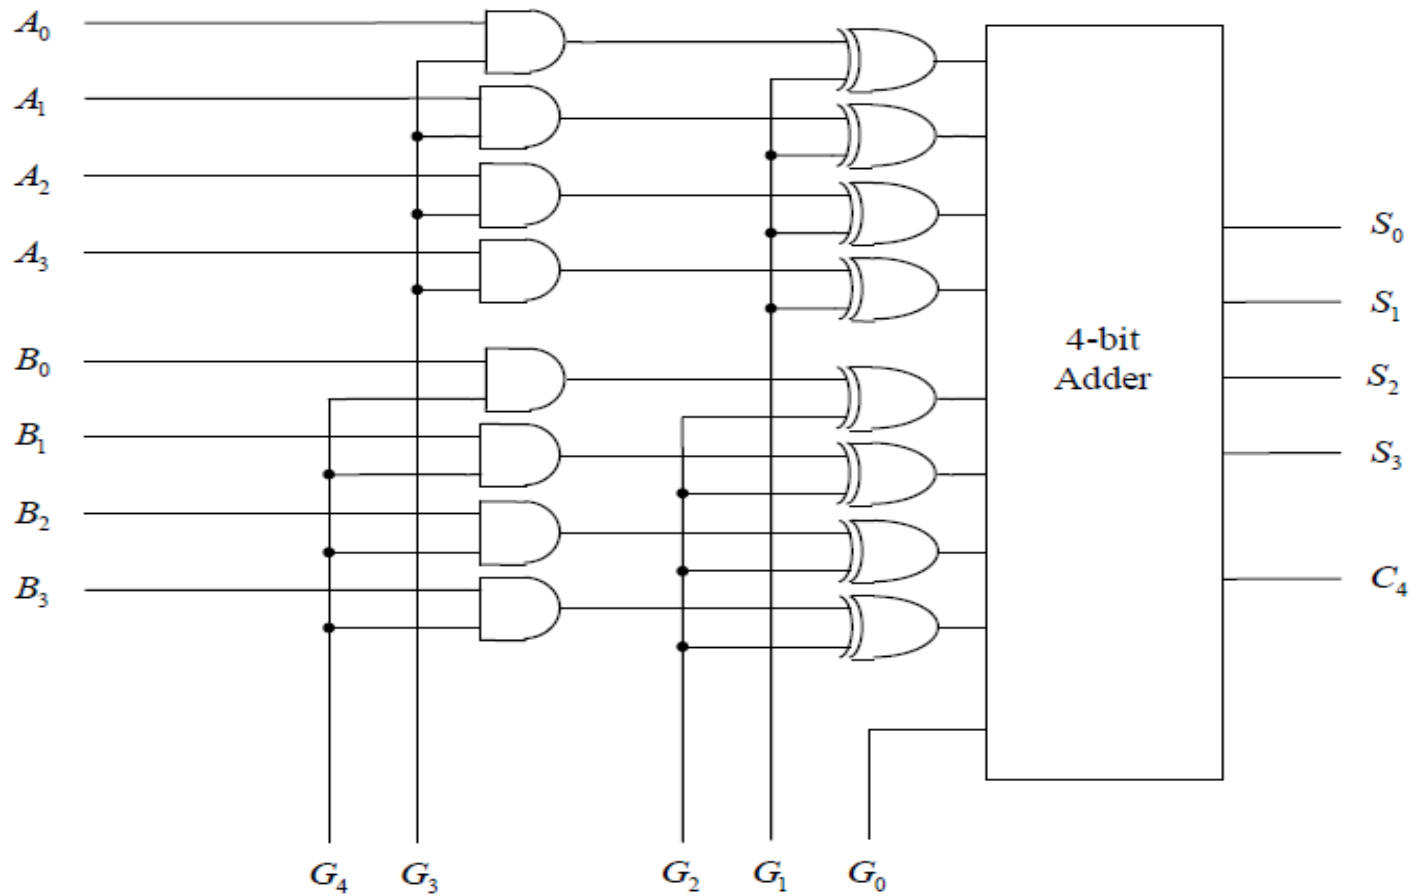 A₀
A₁
A₂
A₃
B₀
B₁
B₂
B₃
4-bit
Adder
S₀
S₁
S₂
S₃
C₄
G₄ G₃ G₂ G₁ G₀